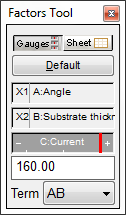 Factors Tool
Gauges Sheet
Default
X1 A:Angle
X2 B:Substrate thickr
− C:Current +
160.00
Term AB